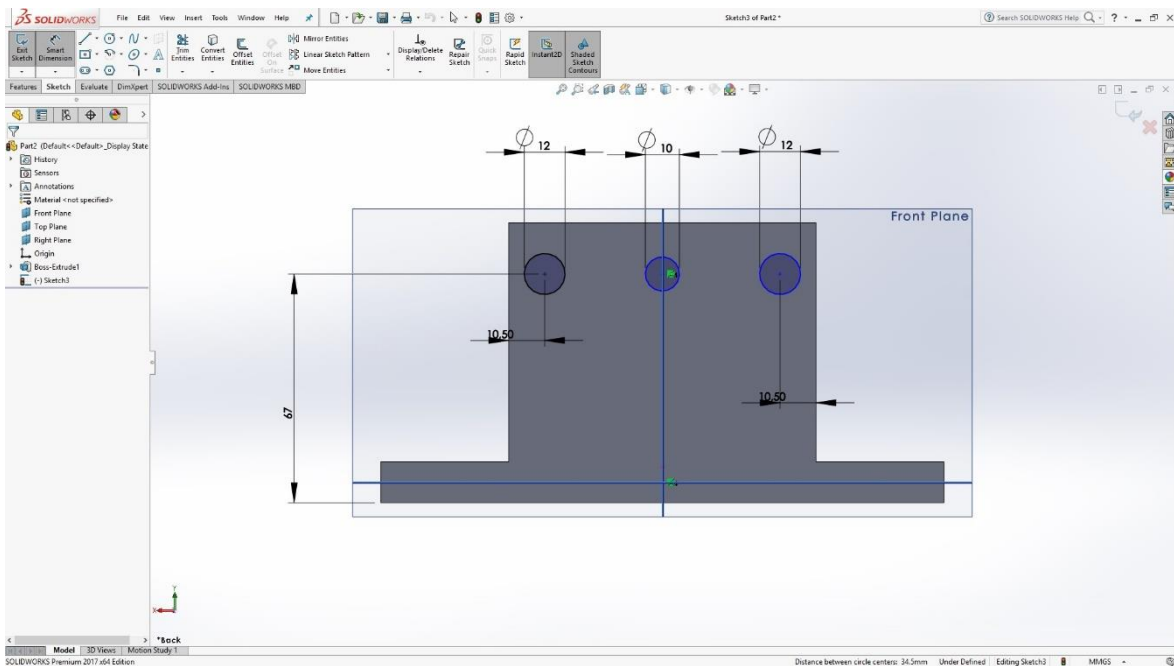 SOLIDWORKS File Edit View Insert Tools Window Help Sketch3 of Part2 * Search SOLIDWORKS Help
Exit Sketch Smart Dimension Trim Entities Convert Entities Offset Entities Offset On Surface Mirror Entities Linear Sketch Pattern Move Entities Display/Delete Relations Repair Sketch Quick Snaps Rapid Sketch Instant2D Shaded Sketch Contours
Features Sketch Evaluate DimXpert SOLIDWORKS Add-Ins SOLIDWORKS MBD
Part2 (Default<<Default>_Display State
History
Sensors
Annotations
Material <not specified>
Front Plane
Top Plane
Right Plane
Origin
Boss-Extrude1
(-) Sketch3
∅ 12 ∅ 10 ∅ 12
Front Plane
10,50
10,50
67
Y
X
*Back
Model 3D Views Motion Study 1
SOLIDWORKS Premium 2017 x64 Edition Distance between circle centers: 34.5mm Under Defined Editing Sketch3 MMGS